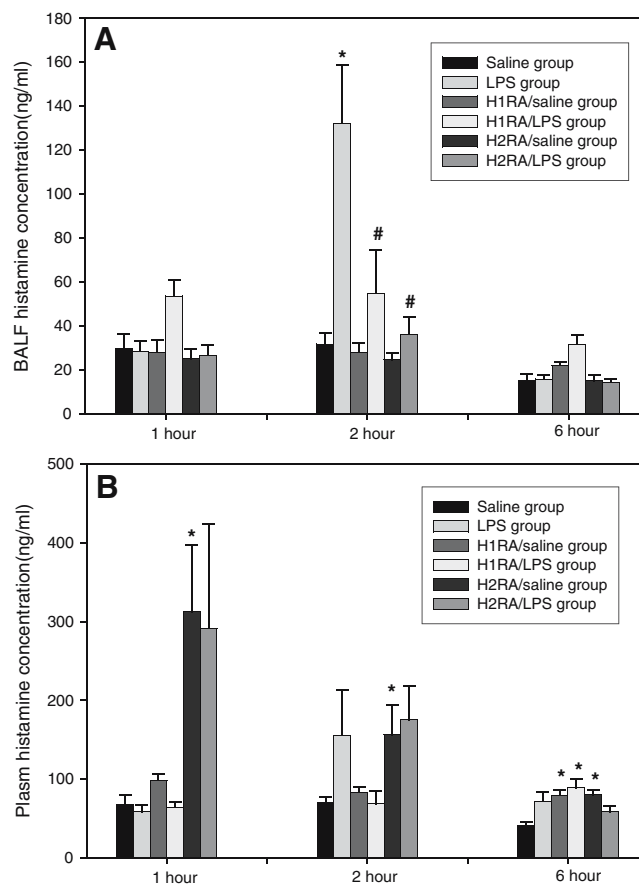 A
BALF histamine concentration(ng/ml)
180
160
140
120
100
80
60
40
20
0
Saline group
LPS group
H1RA/saline group
H1RA/LPS group
H2RA/saline group
H2RA/LPS group
*
#
#
1 hour
2 hour
6 hour
B
Plasm histamine concentration(ng/ml)
500
400
300
200
100
0
Saline group
LPS group
H1RA/saline group
H1RA/LPS group
H2RA/saline group
H2RA/LPS group
*
*
* * *
1 hour
2 hour
6 hour